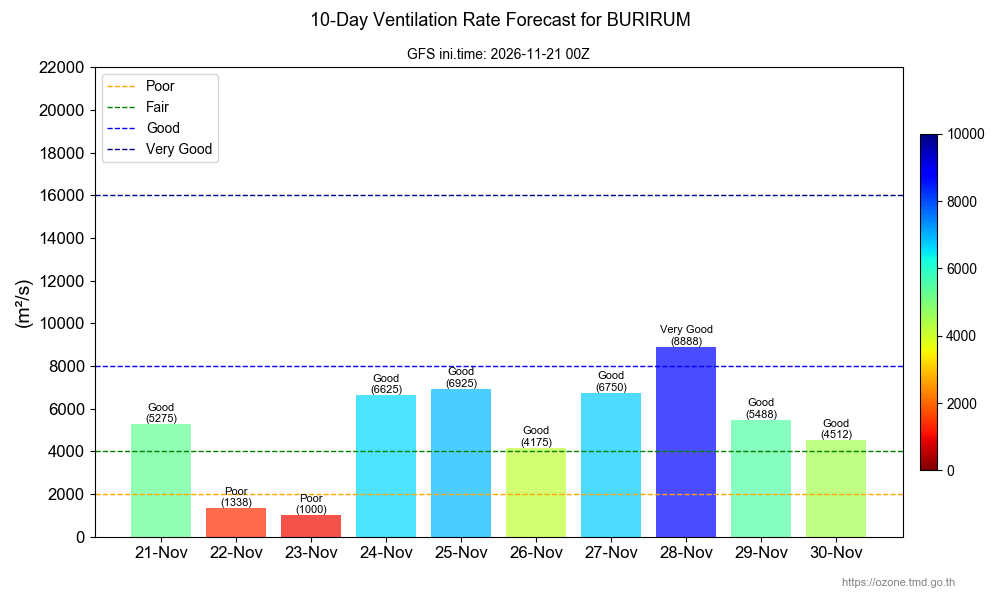 10-Day Ventilation Rate Forecast for BURIRUM
GFS ini.time: 2026-11-21 00Z
22000
20000
18000
16000
14000
12000
10000
8000
6000
4000
2000
0
(m²/s)
Poor
Fair
Good
Very Good
Good
(5275)
Poor
(1338)
Poor
(1000)
Good
(6625)
Good
(6925)
Good
(4175)
Good
(6750)
Very Good
(8888)
Good
(5488)
Good
(4512)
21-Nov 22-Nov 23-Nov 24-Nov 25-Nov 26-Nov 27-Nov 28-Nov 29-Nov 30-Nov
10000
8000
6000
4000
2000
0
https://ozone.tmd.go.th